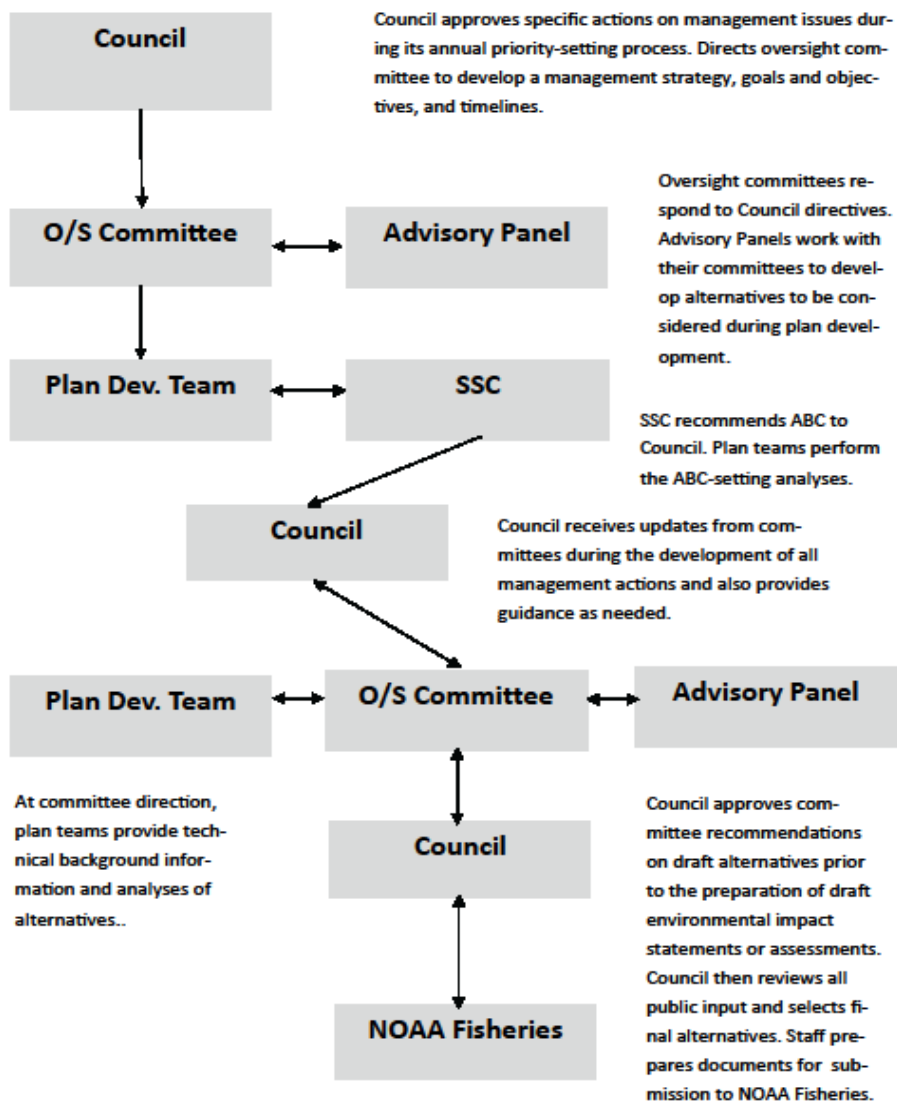 Council
Council approves specific actions on management issues dur-
ing its annual priority-setting process. Directs oversight com-
mittee to develop a management strategy, goals and objec-
tives, and timelines.
O/S Committee
Advisory Panel
Oversight committees re-
spond to Council directives.
Advisory Panels work with
their committees to devel-
op alternatives to be con-
sidered during plan devel-
opment.
Plan Dev. Team
SSC
SSC recommends ABC to
Council. Plan teams perform
the ABC-setting analyses.
Council
Council receives updates from com-
mittees during the development of all
management actions and also provides
guidance as needed.
Plan Dev. Team
O/S Committee
Advisory Panel
At committee direction,
plan teams provide tech-
nical background infor-
mation and analyses of
alternatives..
Council
Council approves com-
mittee recommendations
on draft alternatives prior
to the preparation of draft
environmental impact
statements or assessments.
Council then reviews all
public input and selects fi-
nal alternatives. Staff pre-
pares documents for  sub-
mission to NOAA Fisheries.
NOAA Fisheries